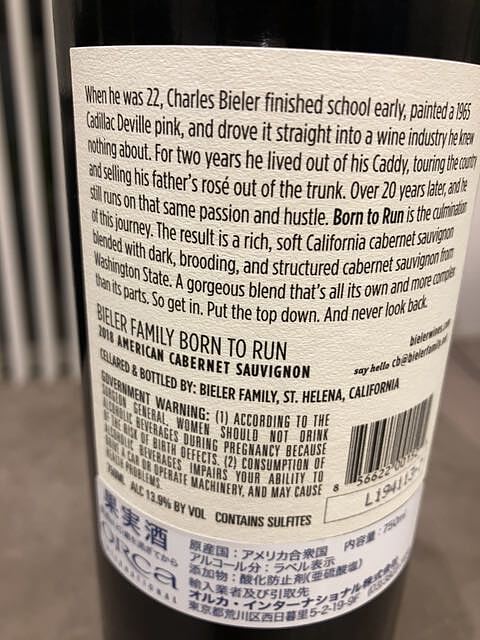 When he was 22, Charles Bieler finished school early, painted a 1965
Cadillac Deville pink, and drove it straight into a wine industry he knew
nothing about. For two years he lived out of his Caddy, touring the country
and selling his father's rosé out of the trunk. Over 20 years later, and he
still runs on that same passion and hustle. Born to Run is the culmination
of this journey. The result is a rich, soft California cabernet sauvignon
blended with dark, brooding, and structured cabernet sauvignon from
Washington State. A gorgeous blend that's all its own and more complex
than its parts. So get in. Put the top down. And never look back.
BIELER FAMILY BORN TO RUN
2018 AMERICAN CABERNET SAUVIGNON
bielerwines.com
say hello cb@bielerfamily
CELLARED & BOTTLED BY: BIELER FAMILY, ST. HELENA, CALIFORNIA
GOVERNMENT WARNING: (1) ACCORDING TO THE
SURGEON GENERAL, WOMEN SHOULD NOT DRINK
ALCOHOLIC BEVERAGES DURING PREGNANCY BECAUSE
OF THE RISK OF BIRTH DEFECTS. (2) CONSUMPTION OF
ALCOHOLIC BEVERAGES IMPAIRS YOUR ABILITY TO
DRIVE A CAR OR OPERATE MACHINERY, AND MAY CAUSE
HEALTH PROBLEMS.
750ML ALC 13.9% BY VOL CONTAINS SULFITES
8 56622 001
L194113
果実酒
orca
INTERNATIONAL
原産国:アメリカ合衆国 内容量:750ml
アルコール分:ラベル表示
添加物:酸化防止剤(亜硫酸塩)
輸入業者及び引取先
オルカ・インターナショナル株式会社
東京都荒川区西日暮里5-2-19-9F